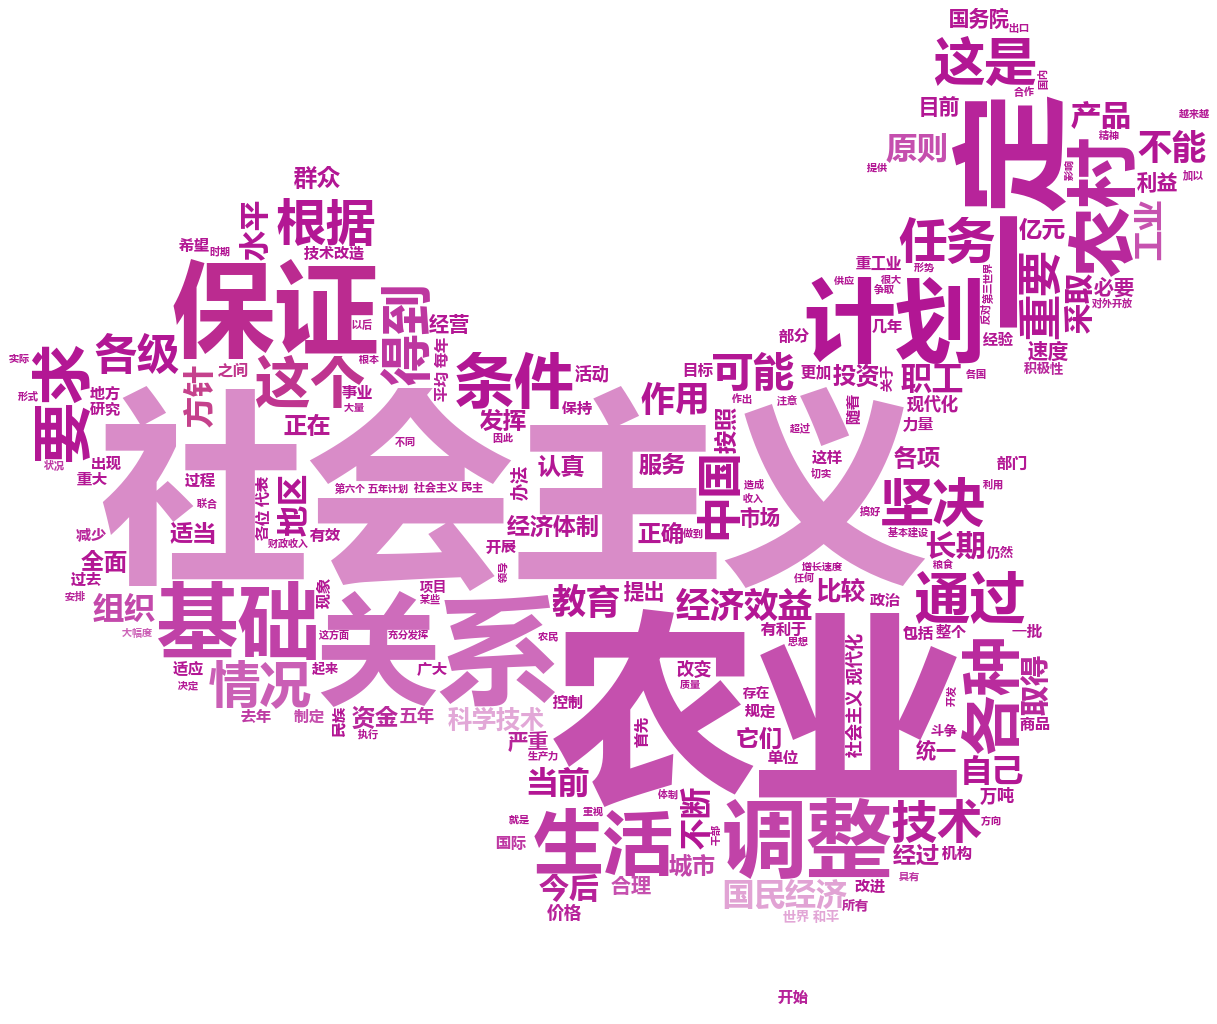 国务院
出口
这是
国内
合作
目前
产品
越来越
精神
原则
一定
农村
不能
提供
影响
利益
加以
群众
水平
根据
任务
亿元
工业
希望
时期
技术改造
重工业
形势
第三世界
重要
保证
供应
很大
争取
计划
采取
必要
对外开放
得到
以后
经营
几年
反对
部分
经验
速度
各级
实际
要求
之间
这个
根本
平均
每年
条件
活动
目标
可能
更加
投资
关于
职工
各国
积极性
形式
地方
研究
方针
事业
大量
正在
保持
发挥
因此
作用
作出
注意
随着
现代化
力量
社会主义
不同
按照
超过
状况
出现
重大
过程
联合
各位
代表
地区
第六个
五年计划
社会主义
民主
办法
认真
服务
中国
造成
收入
这样
切实
各项
部门
坚决
利用
搞好
减少
适当
财政收入
有效
经济体制
正确
做到
市场
基本建设
长期
仍然
全面
过去
安排
开展
领导
增长速度
任何
粮食
组织
大幅度
基础
现象
项目
某些
教育
提出
经济效益
比较
政治
通过
这方面
充分发挥
关系
农民
有利于
思想
包括
整个
一批
适应
决定
情况
起来
广大
农业
改变
质量
社会主义
现代化
各种
取得
去年
制定
民族
资金
执行
五年
科学技术
控制
首先
存在
规定
开发
商品
严重
生产力
它们
单位
斗争
统一
当前
体制
不断
自己
万吨
就是
重视
生活
干部
调整
技术
方向
国际
城市
经过
机构
今后
合理
国民经济
改进
具有
价格
世界
和平
所有
开始